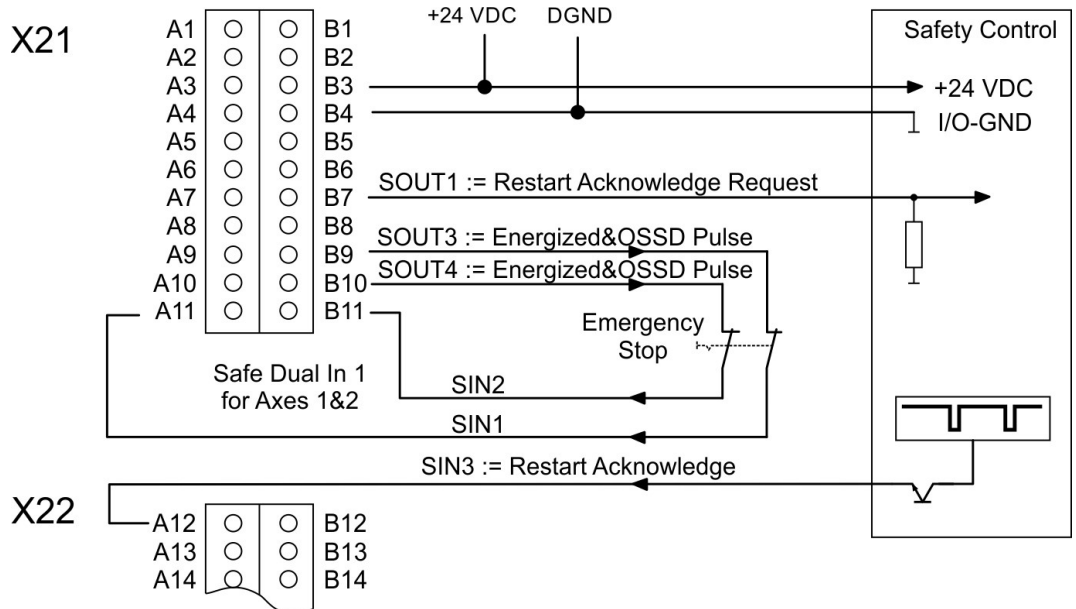 +24 VDC DGND
X21
A1 B1
A2 B2
A3 B3
A4 B4
A5 B5
A6 B6
A7 B7
A8 B8
A9 B9
A10 B10
A11 B11
Safety Control
+24 VDC
I/O-GND
SOUT1 := Restart Acknowledge Request
SOUT3 := Energized&OSSD Pulse
SOUT4 := Energized&OSSD Pulse
Emergency
Stop
Safe Dual In 1
for Axes 1&2
SIN2
SIN1
SIN3 := Restart Acknowledge
X22
A12 B12
A13 B13
A14 B14